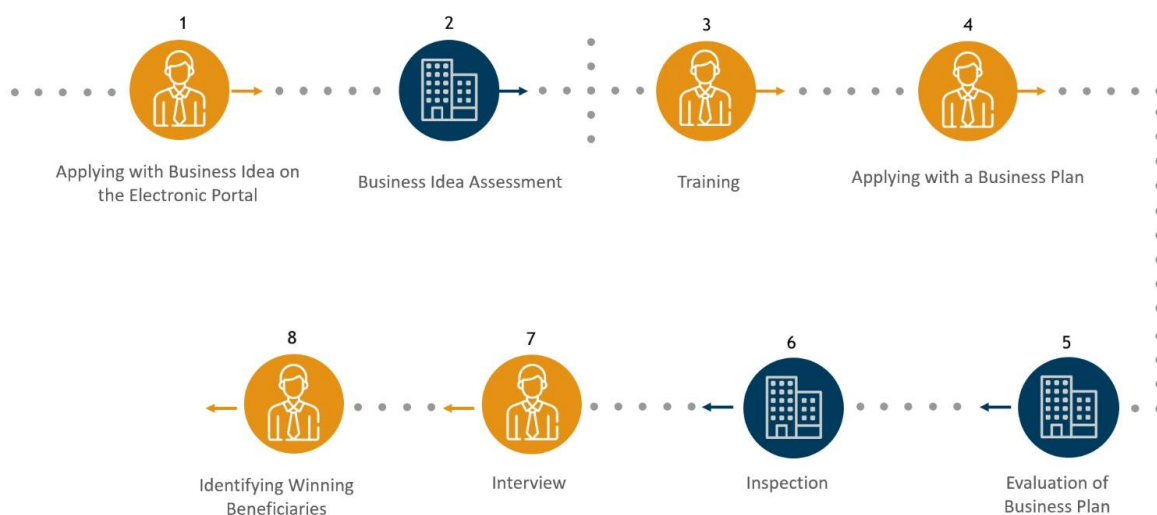 1
Applying with Business Idea on
the Electronic Portal
2
Business Idea Assessment
3
Training
4
Applying with a Business Plan
5
Evaluation of
Business Plan
6
Inspection
7
Interview
8
Identifying Winning
Beneficiaries